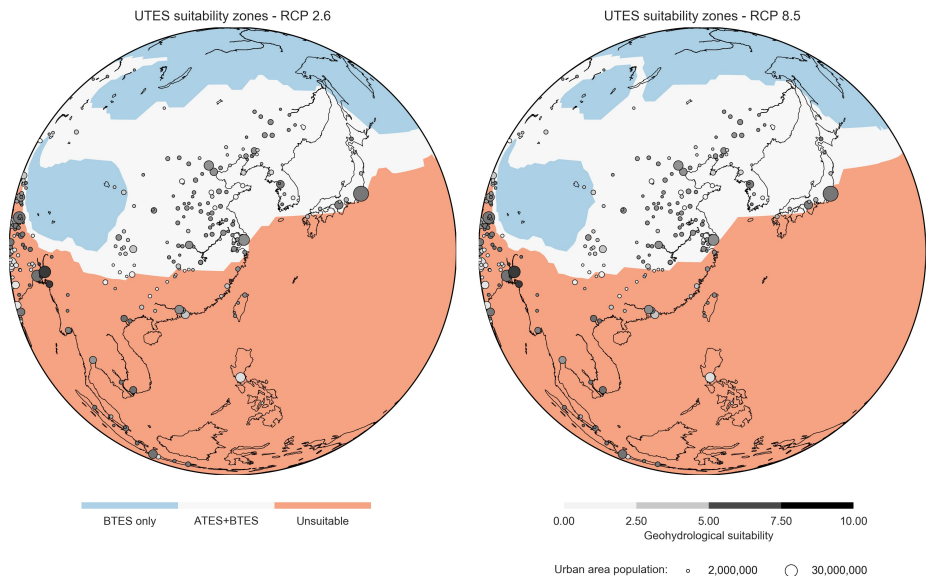 UTES suitability zones - RCP 2.6
UTES suitability zones - RCP 8.5
BTES only
ATES+BTES
Unsuitable
0.00 2.50 5.00 7.50 10.00
Geohydrological suitability
Urban area population: 2,000,000 30,000,000